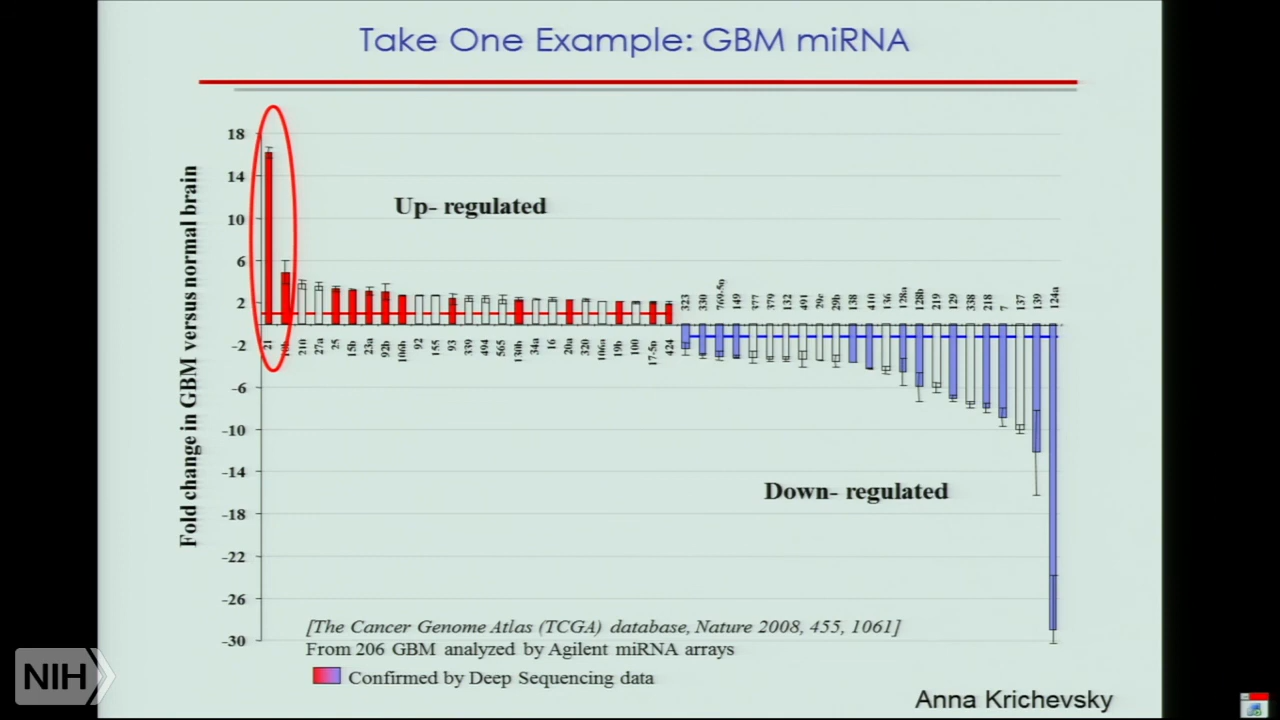 Take One Example: GBM miRNA
Fold change in GBM versus normal brain
18
14
10
6
2
-2
-6
-10
-14
-18
-22
-26
-30
Up- regulated
21
210
27a
25
15b
23a
92b
106b
92
155
93
339
494
565
130b
34a
16
20a
320
106a
19b
100
17-5p
424
323
330
769-5p
149
377
379
132
491
29c
29b
138
410
136
128a
128b
219
129
338
218
7
137
139
124a
Down- regulated
[The Cancer Genome Atlas (TCGA) database, Nature 2008, 455, 1061]
From 206 GBM analyzed by Agilent miRNA arrays
Confirmed by Deep Sequencing data
Anna Krichevsky
NIH